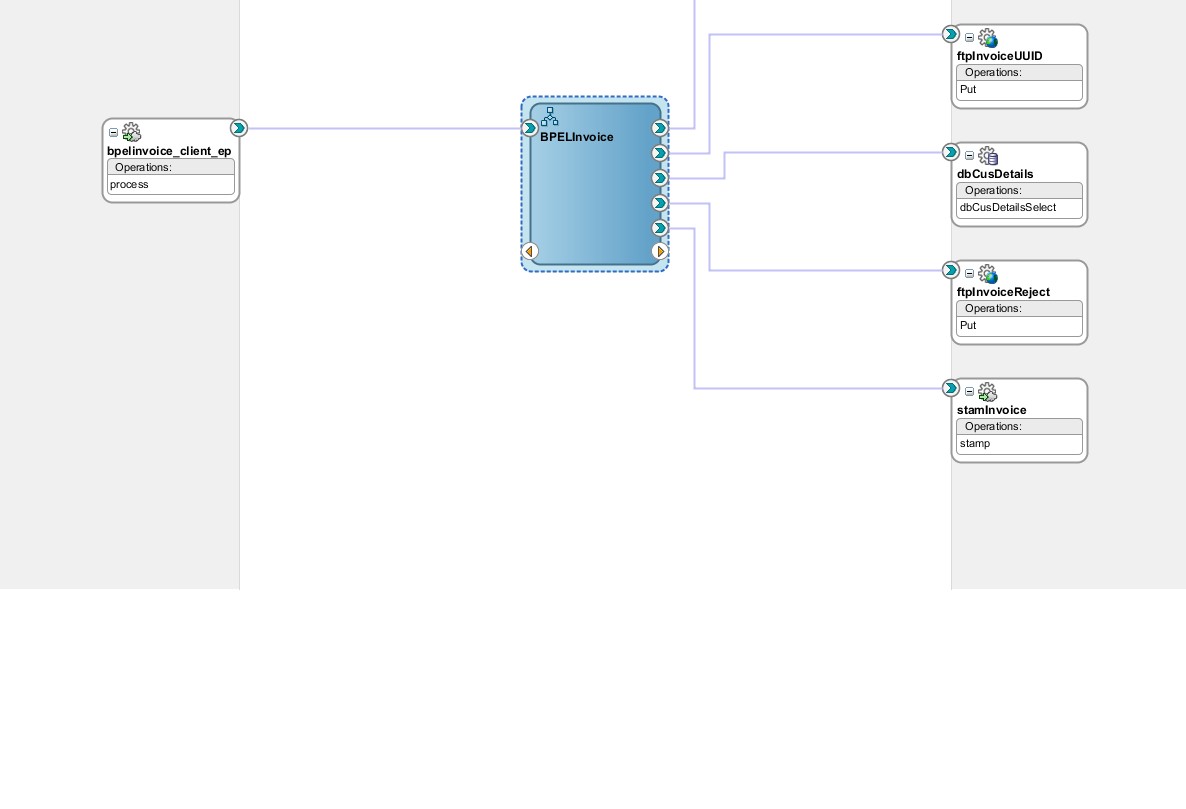 bpelinvoice_client_ep
Operations:
process
BPELInvoice
ftpInvoiceUUID
Operations:
Put
dbCusDetails
Operations:
dbCusDetailsSelect
ftpInvoiceReject
Operations:
Put
stamInvoice
Operations:
stamp